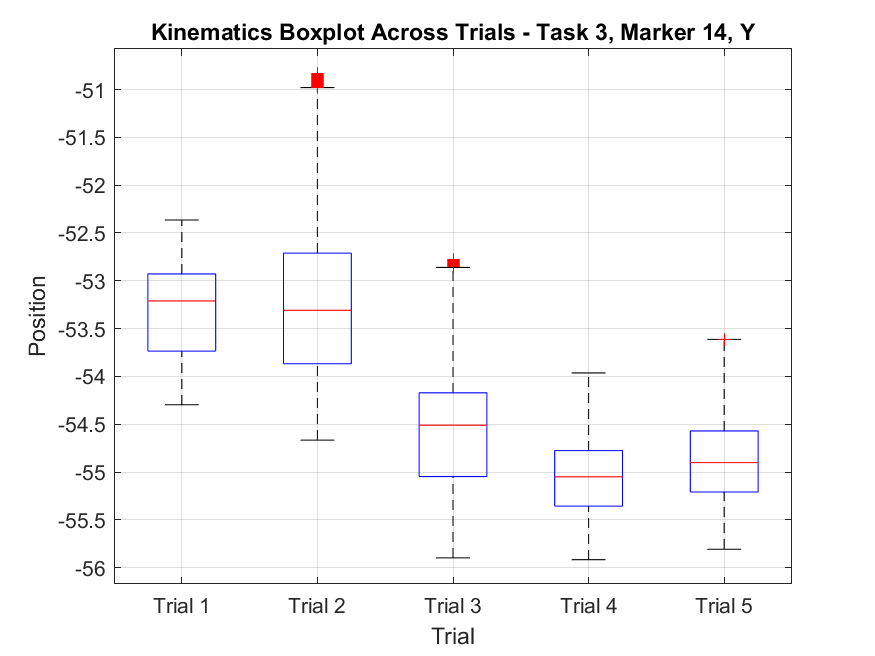 Kinematics Boxplot Across Trials - Task 3, Marker 14, Y
-51
-51.5
-52
-52.5
-53
-53.5
-54
-54.5
-55
-55.5
-56
Position
Trial 1 Trial 2 Trial 3 Trial 4 Trial 5
Trial